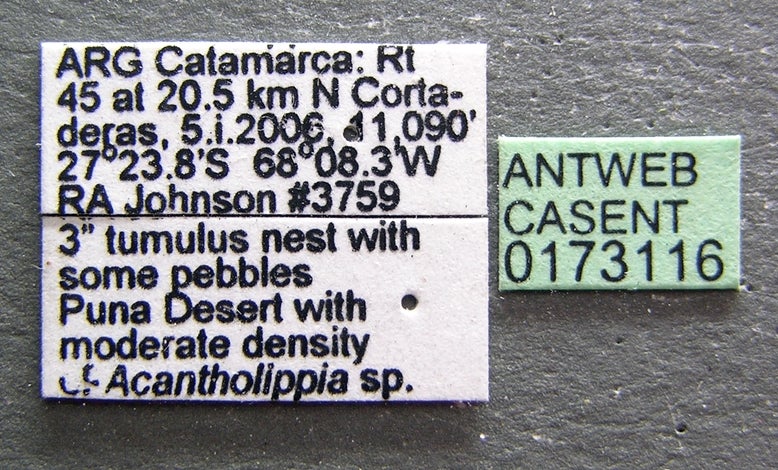 ARG Catamarca: Rt
45 at 20.5 km N Corta-
deras, 5.i.2006, 11,090'
27°23.8'S 68°08.3'W
RA Johnson #3759
3" tumulus nest with
some pebbles
Puna Desert with
moderate density
of Acantholippia sp.
ANTWEB
CASENT
0173116